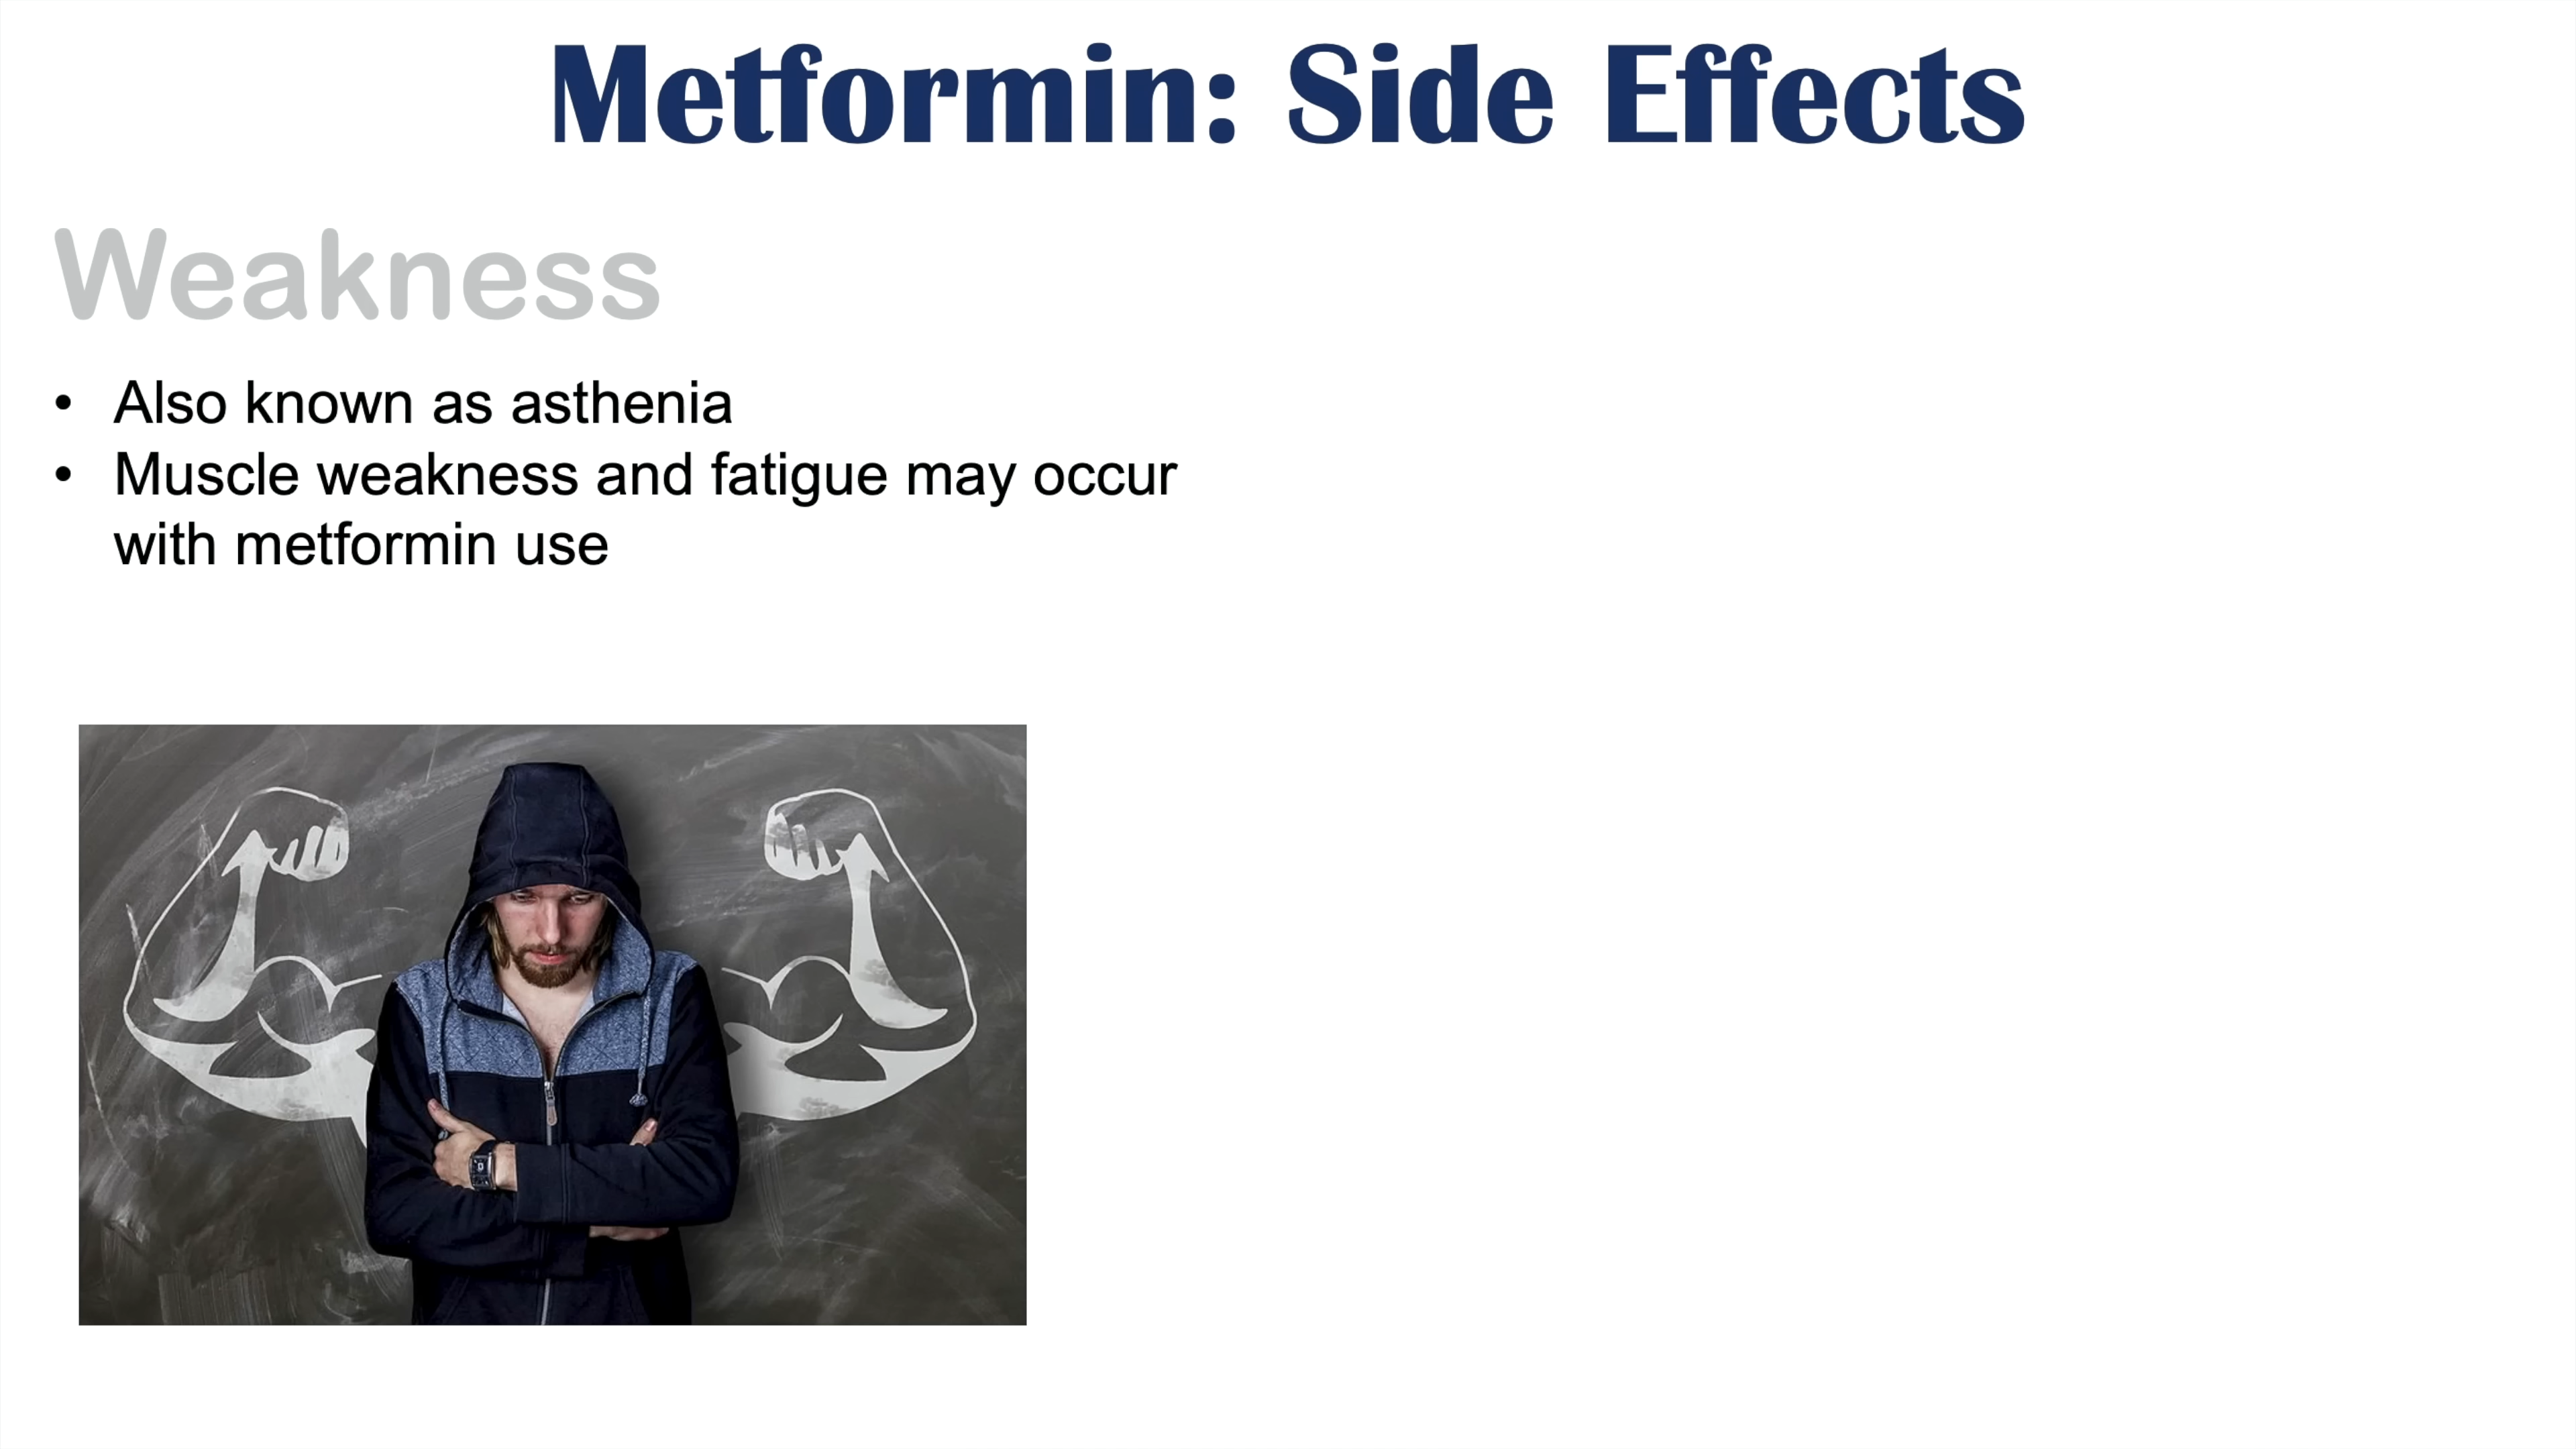 Metformin: Side Effects
Weakness
• Also known as asthenia
• Muscle weakness and fatigue may occur
with metformin use